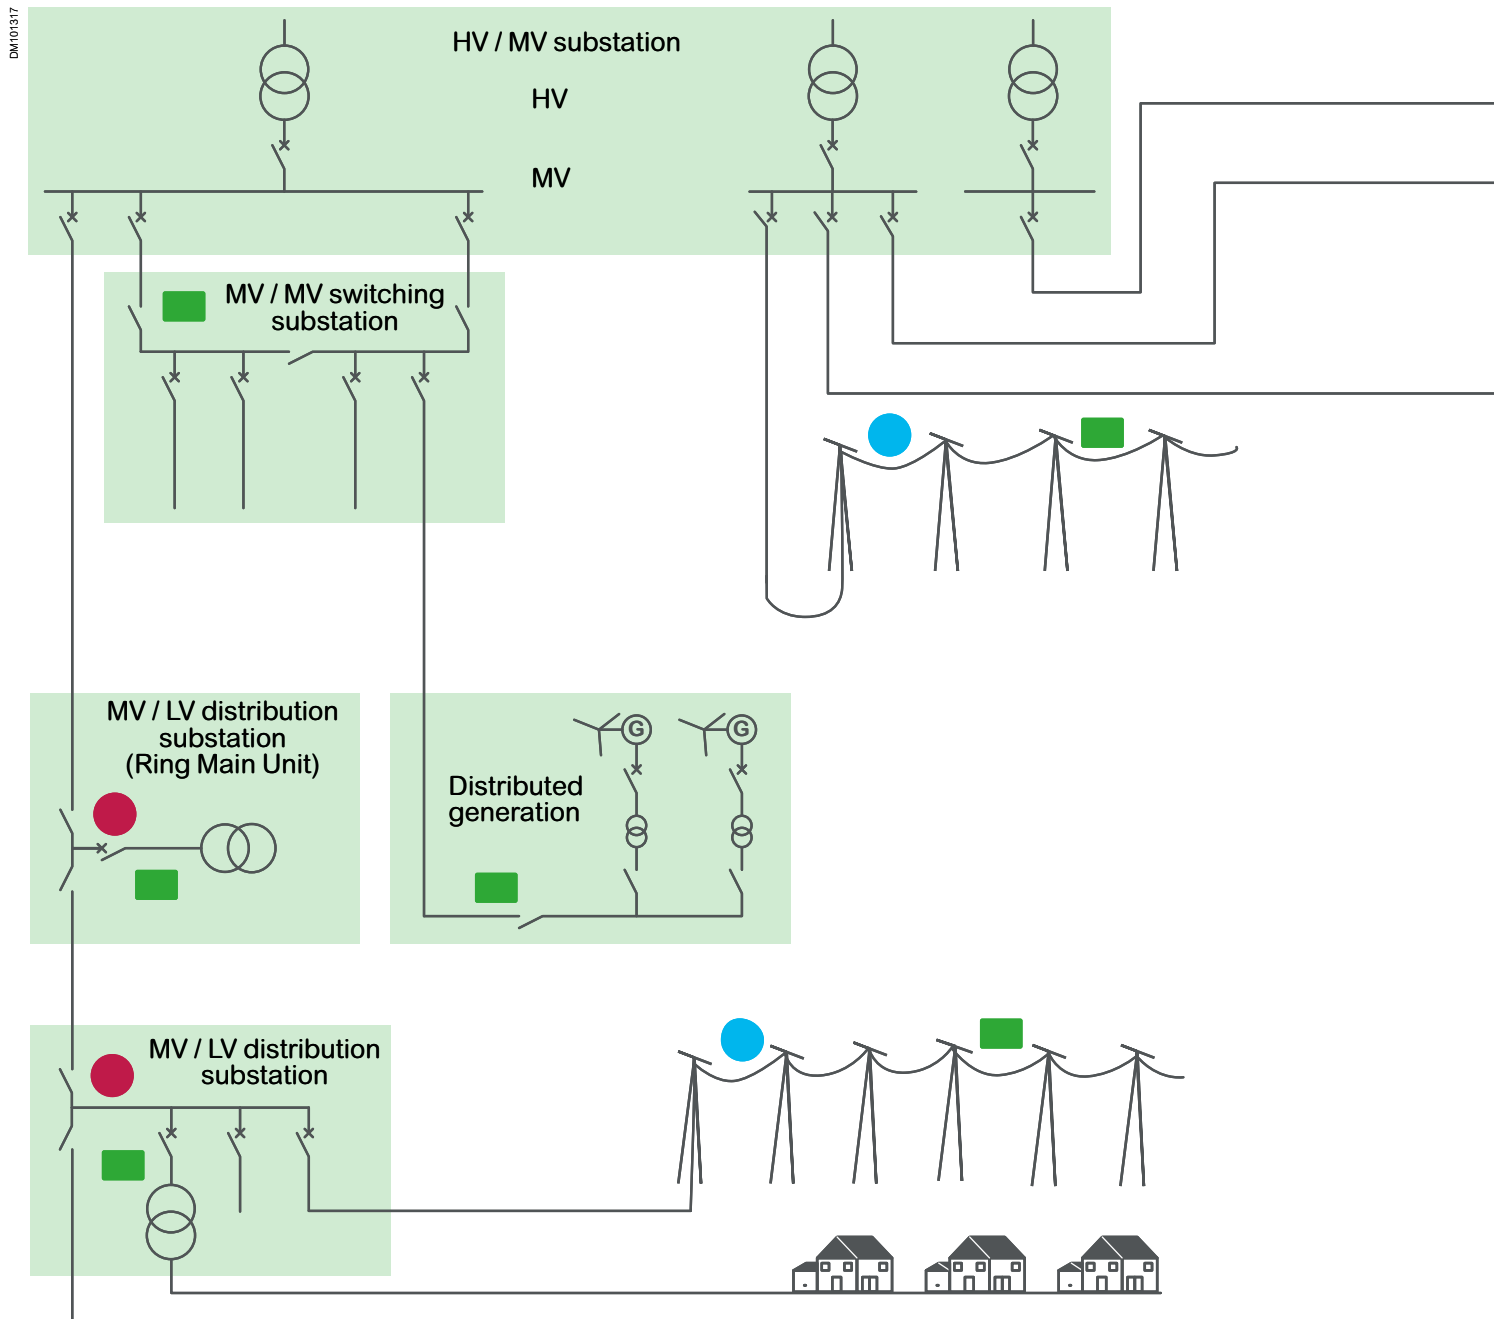 DM101317
HV / MV substation
HV
MV
MV / MV switching
substation
MV / LV distribution
substation
(Ring Main Unit)
G
G
Distributed
generation
MV / LV distribution
substation